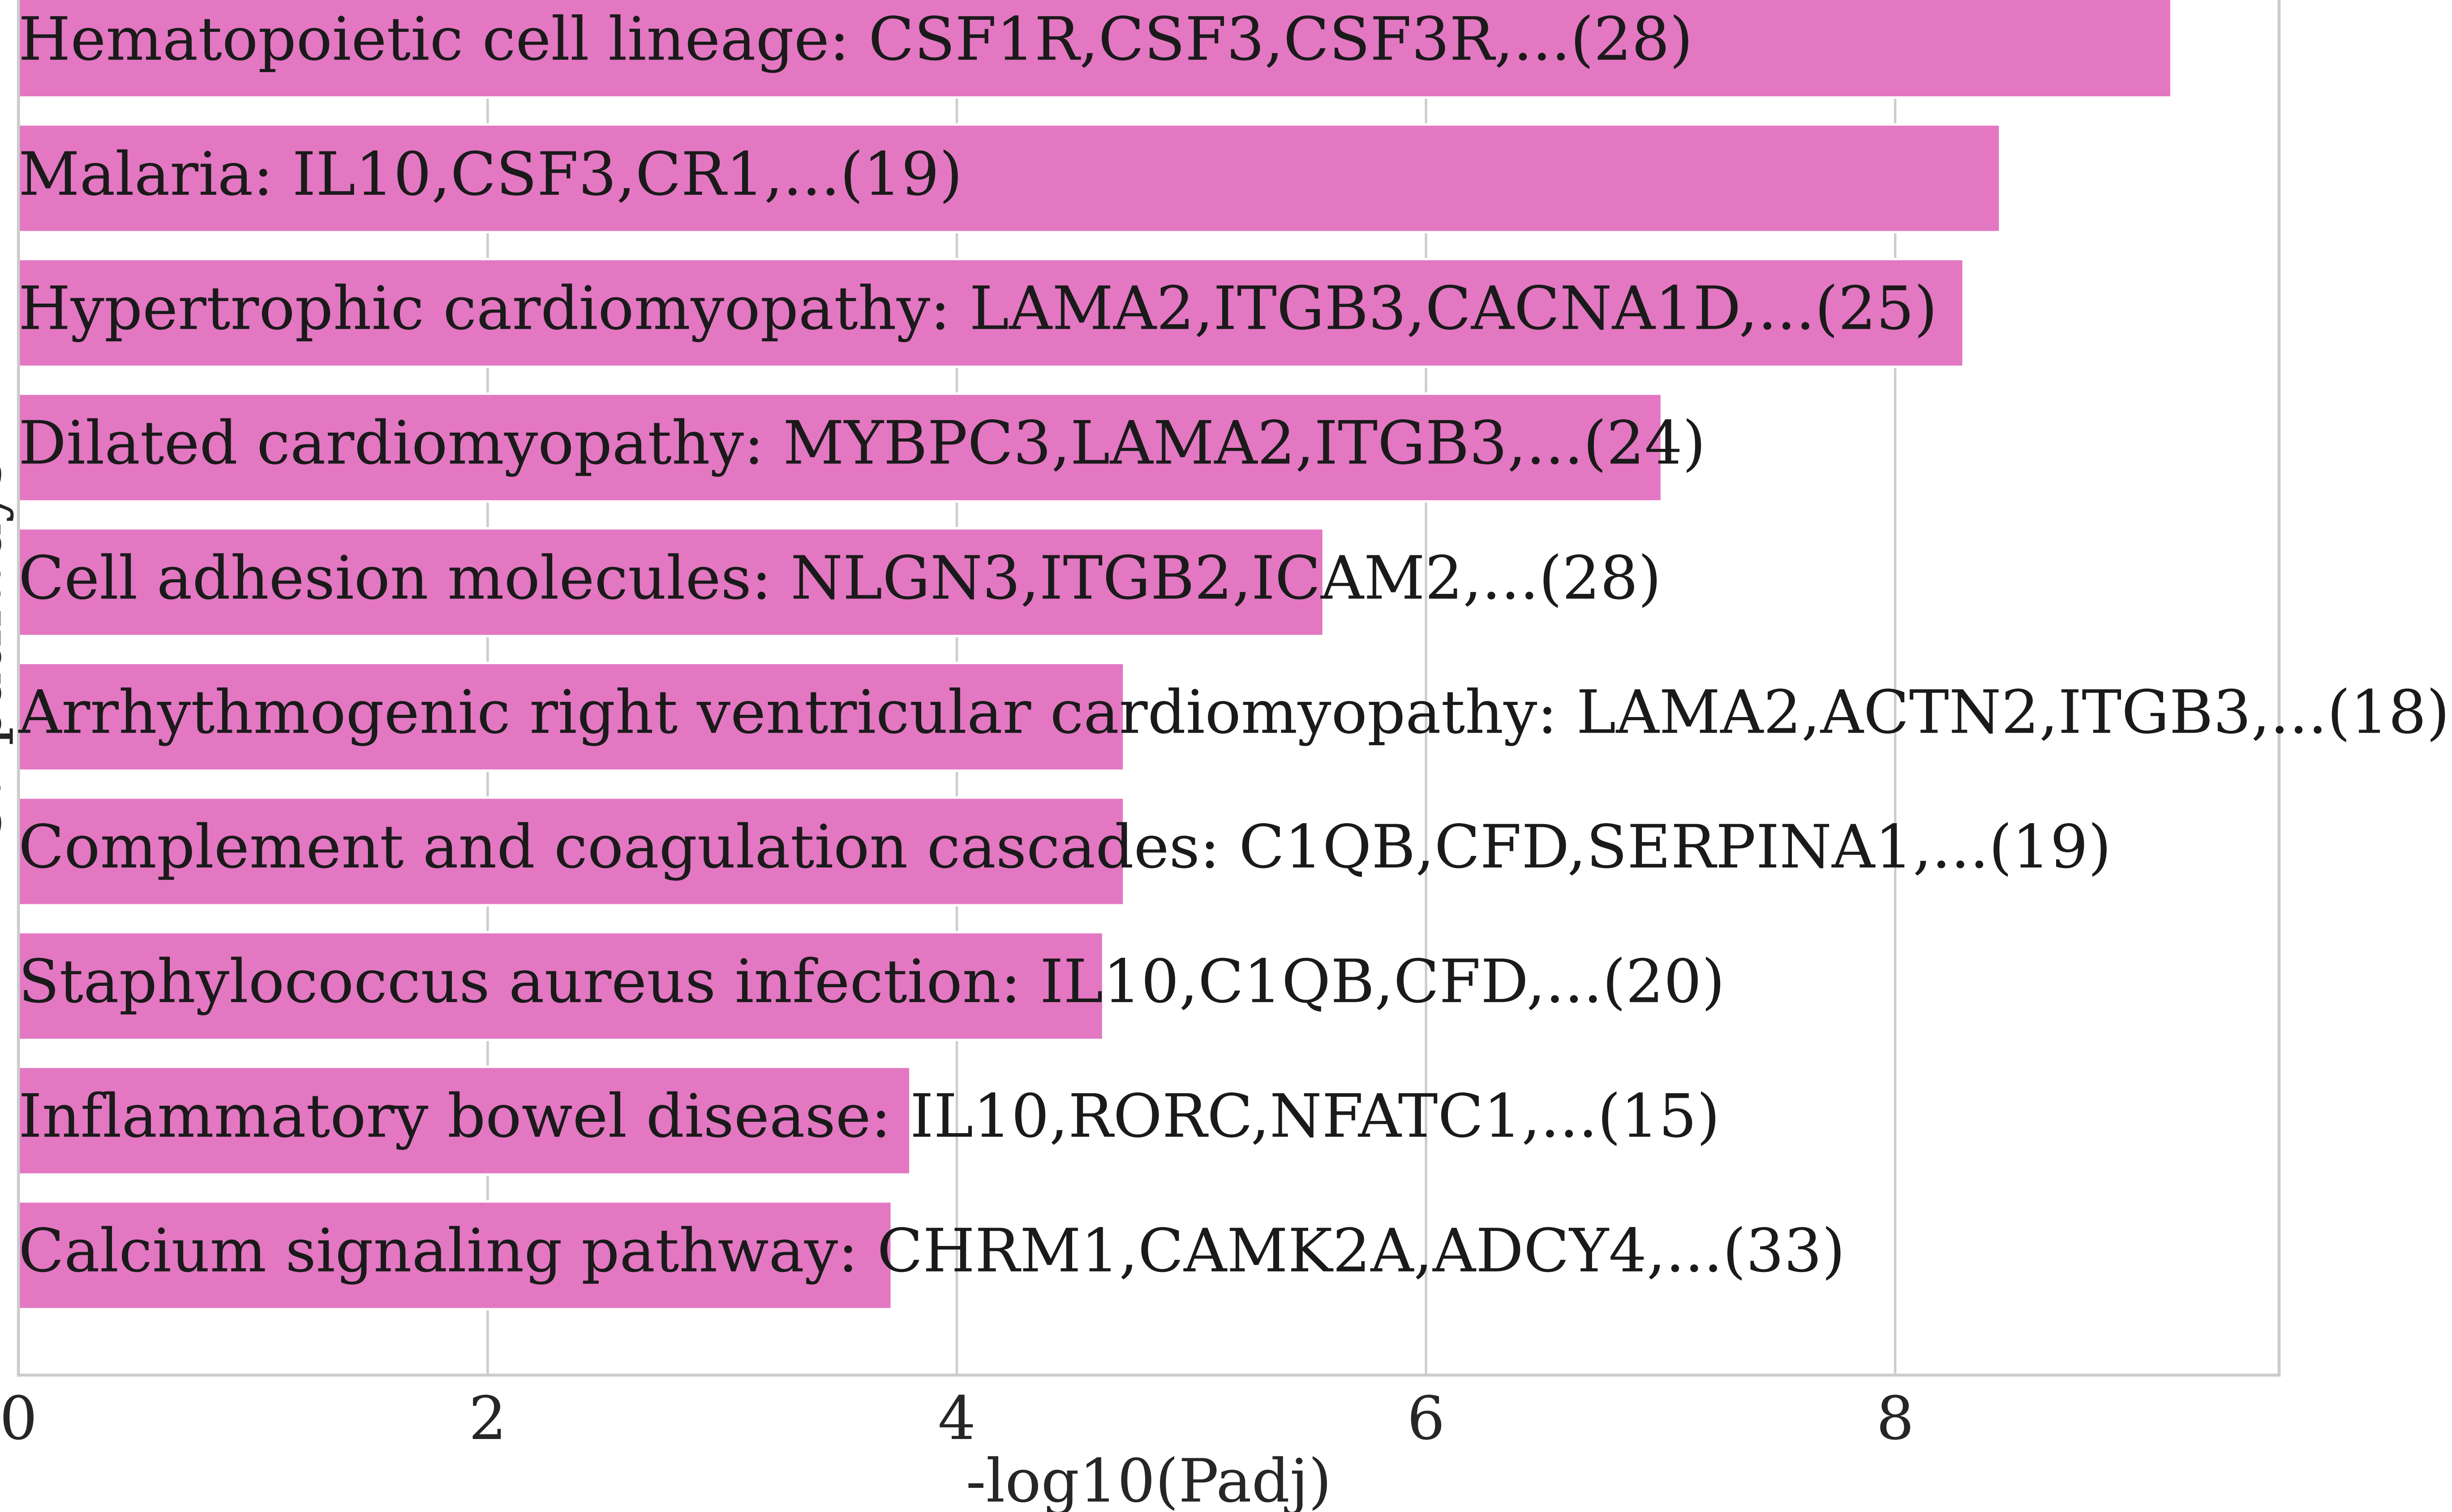 Hematopoietic cell lineage: CSF1R,CSF3,CSF3R,...(28)
Malaria: IL10,CSF3,CR1,...(19)
Hypertrophic cardiomyopathy: LAMA2,ITGB3,CACNA1D,...(25)
Dilated cardiomyopathy: MYBPC3,LAMA2,ITGB3,...(24)
Cell adhesion molecules: NLGN3,ITGB2,ICAM2,...(28)
Arrhythmogenic right ventricular cardiomyopathy: LAMA2,ACTN2,ITGB3,...(18)
Complement and coagulation cascades: C1QB,CFD,SERPINA1,...(19)
Staphylococcus aureus infection: IL10,C1QB,CFD,...(20)
Inflammatory bowel disease: IL10,RORC,NFATC1,...(15)
Calcium signaling pathway: CHRM1,CAMK2A,ADCY4,...(33)
0 2 4 6 8
-log10(Padj)